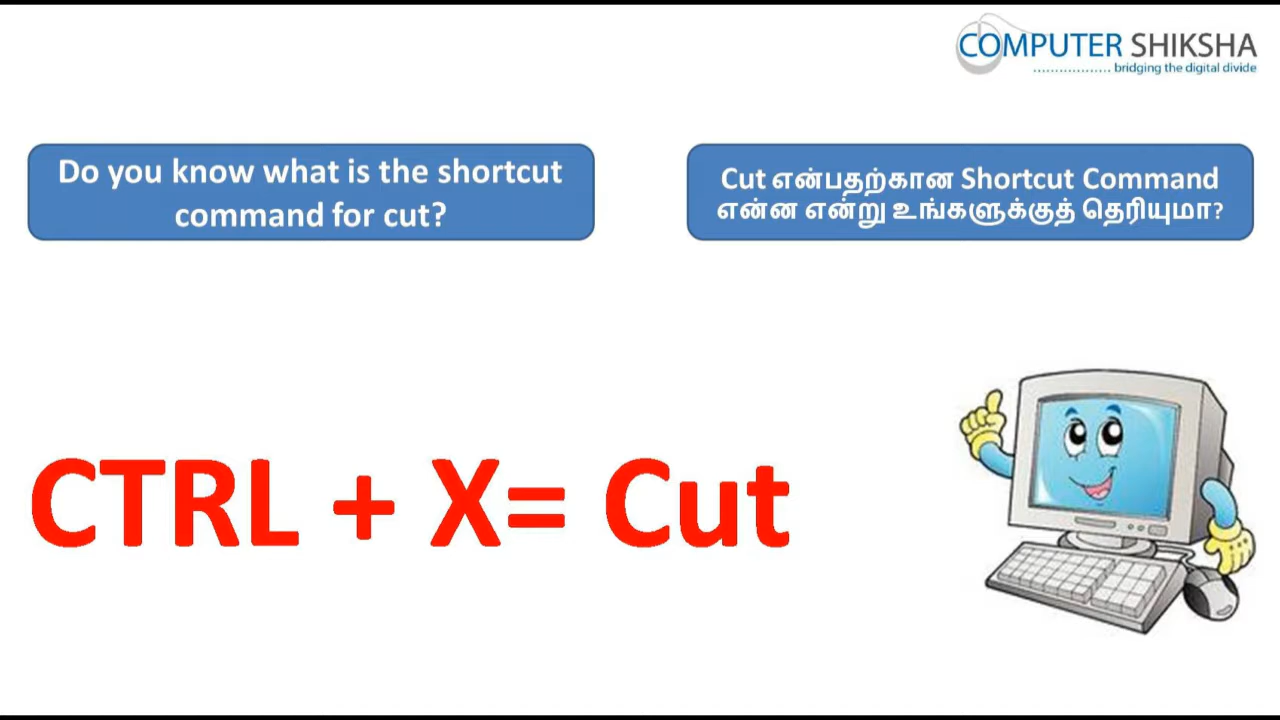 COMPUTER SHIKSHA
.................. bridging the digital divide
Do you know what is the shortcut
command for cut?
Cut என்பதற்கான Shortcut Command
என்ன என்று உங்களுக்குத் தெரியுமா?
CTRL + X= Cut